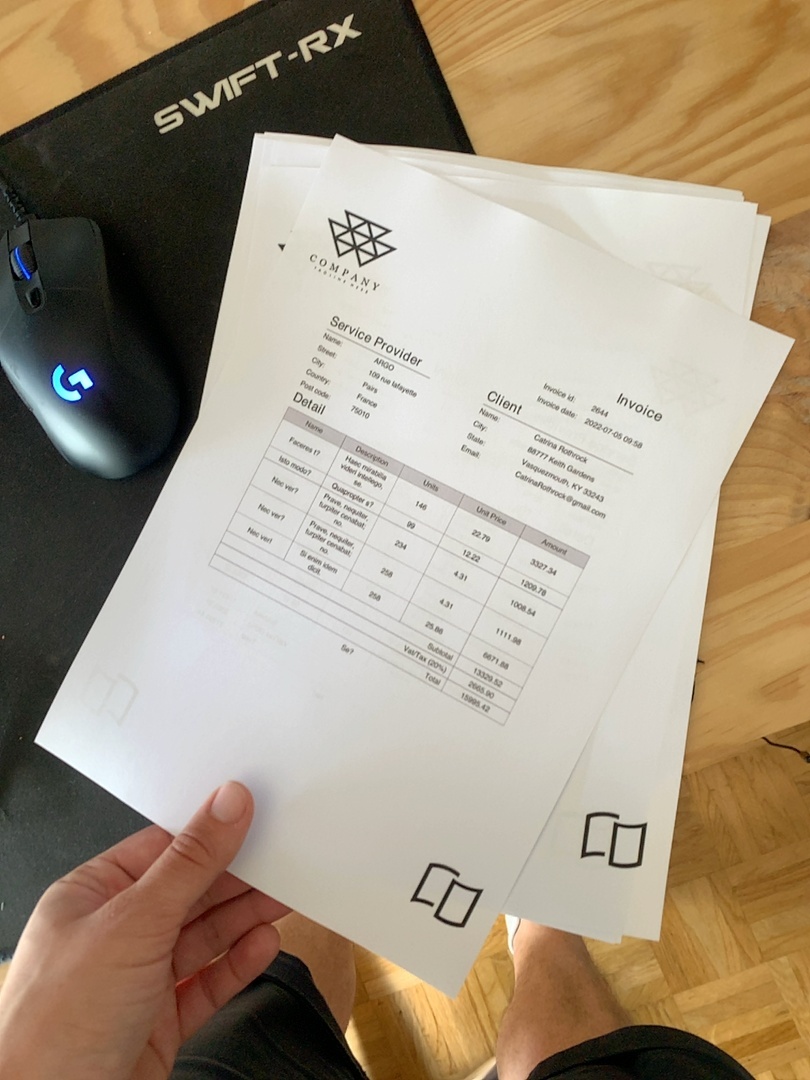 SWIFT-RX
COMPANY
Service Provider
Name: ARGO
Street: 109 rue lafayette
City: Pairs
Country: France
Post code: 75010
Invoice
Invoice id: 2644
Invoice date: 2022-07-05 09:58
Client
Name: Catrina Rothrock
City: 88777 Keith Gardens
State: Vasquezmouth, KY 33243
Email: CatrinaRothrock@gmail.com
Detail
Name Description Units Unit Price Amount
Faceres t? Haec mirabilia videri intellego, se. 146 22.79 3327.34
Isto modo? Quapropter s? 99 12.22 1209.78
Nec ver? Prave, nequiter, turpiter cenabat: no. 234 4.31 1008.54
Nec ver? Prave, nequiter, turpiter cenabat: no. 258 4.31 1111.98
Nec ver! Si enim idem dicit. 258 25.86 6671.88
Subtotal 13329.52
Vat/Tax (20%) 2665.90
Total 15995.42
Se?